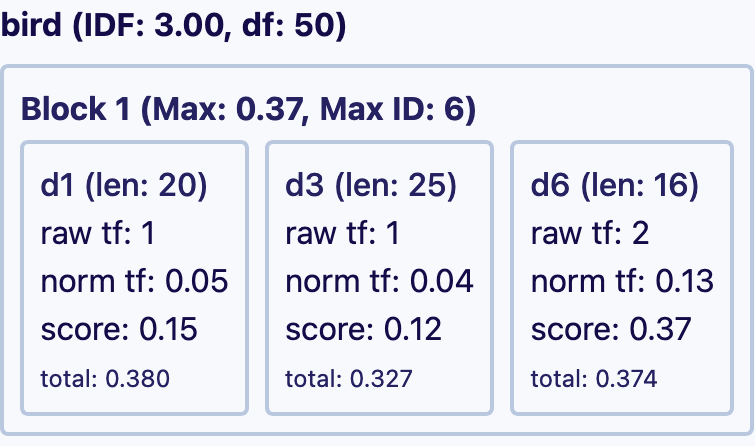 bird (IDF: 3.00, df: 50)
Block 1 (Max: 0.37, Max ID: 6)
d1 (len: 20)
raw tf: 1
norm tf: 0.05
score: 0.15
total: 0.380
d3 (len: 25)
raw tf: 1
norm tf: 0.04
score: 0.12
total: 0.327
d6 (len: 16)
raw tf: 2
norm tf: 0.13
score: 0.37
total: 0.374